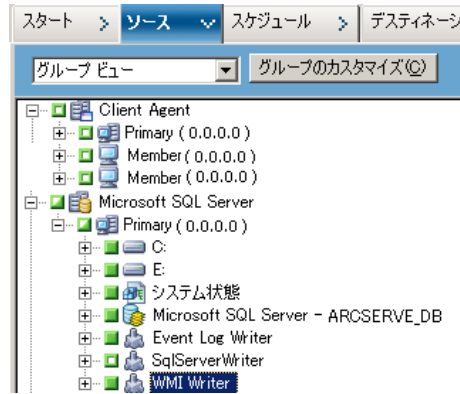 スタート ソース スケジュール デスティネーシ
グループ ビュー グループのカスタマイズ(C)
Client Agent
Primary ( 0.0.0.0 )
Member ( 0.0.0.0 )
Member ( 0.0.0.0 )
Microsoft SQL Server
Primary ( 0.0.0.0 )
C:
E:
システム状態
Microsoft SQL Server - ARCSERVE_DB
Event Log Writer
SqlServerWriter
WMI Writer